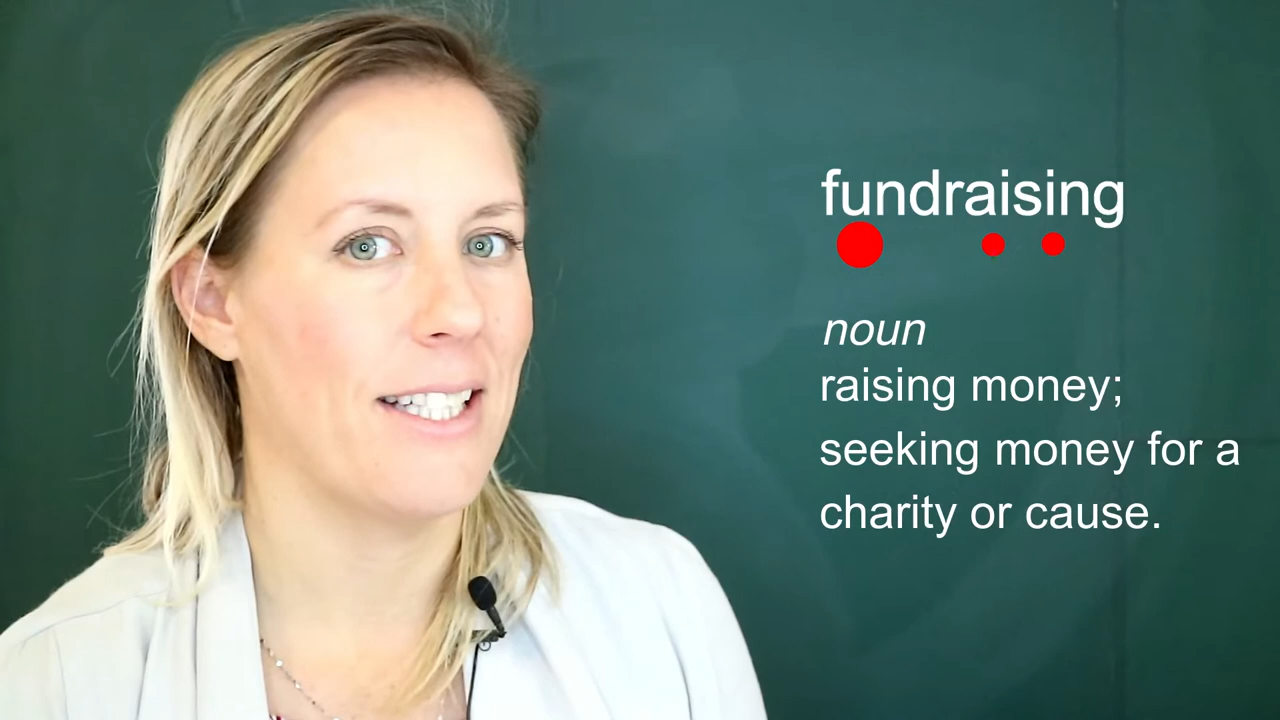 fundraising
noun
raising money;
seeking money for a
charity or cause.